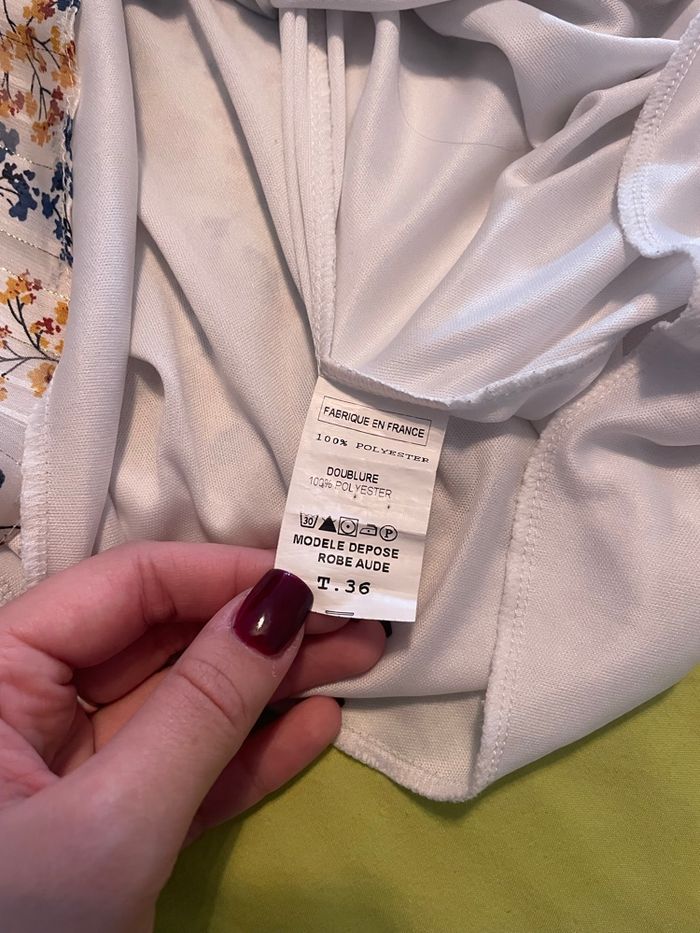 FABRIQUE EN FRANCE
100% POLYESTER
DOUBLURE
100% POLYESTER
30 P
MODELE DEPOSE
ROBE AUDE
T.36